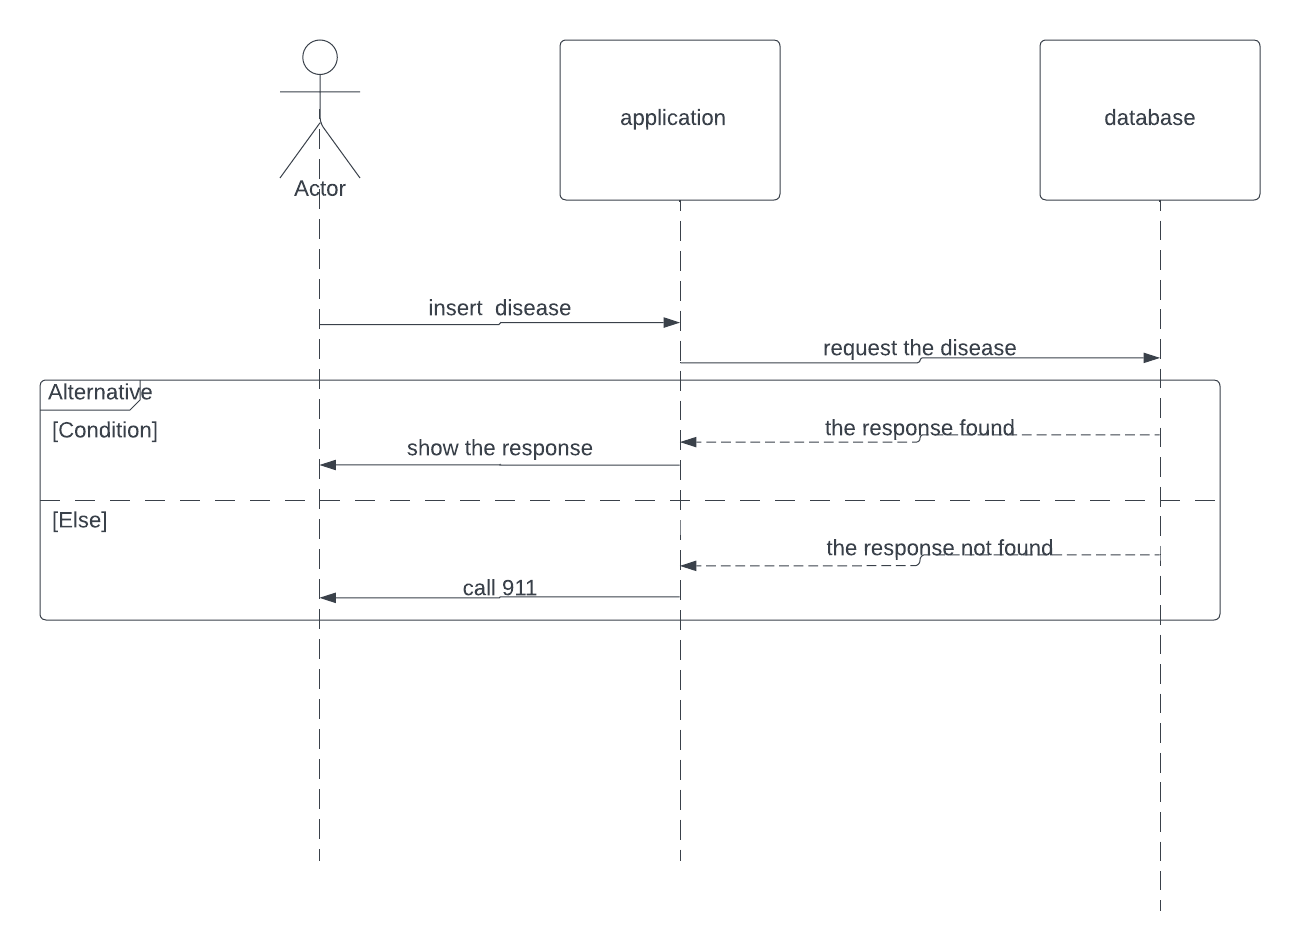 application
database
Actor
insert  disease
request the disease
Alternative
[Condition]
the response found
show the response
[Else]
the response not found
call 911